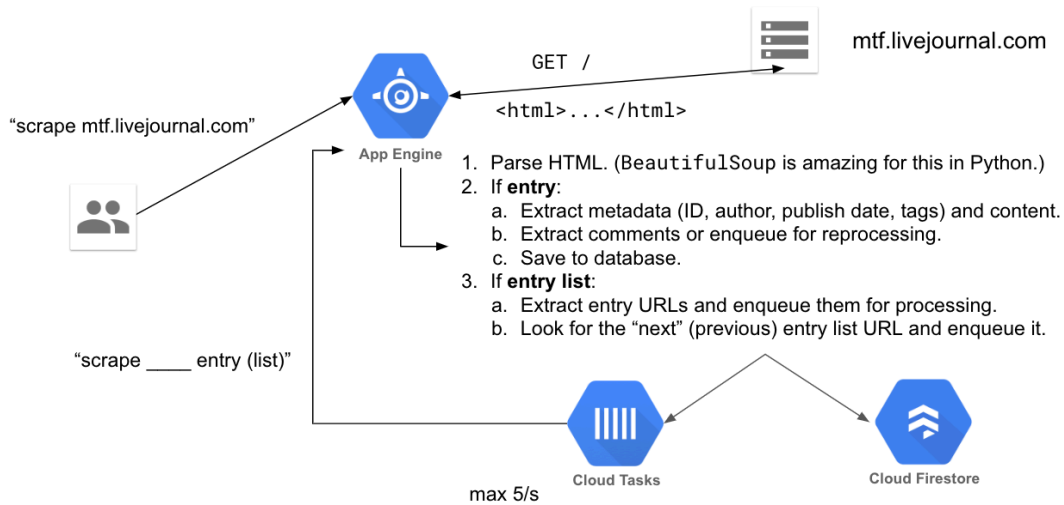 mtf.livejournal.com
GET /
<html>...</html>
“scrape mtf.livejournal.com”
App Engine
1. Parse HTML. (BeautifulSoup is amazing for this in Python.)
2. If entry:
a. Extract metadata (ID, author, publish date, tags) and content.
b. Extract comments or enqueue for reprocessing.
c. Save to database.
3. If entry list:
a. Extract entry URLs and enqueue them for processing.
b. Look for the “next” (previous) entry list URL and enqueue it.
“scrape ____ entry (list)”
Cloud Tasks
Cloud Firestore
max 5/s